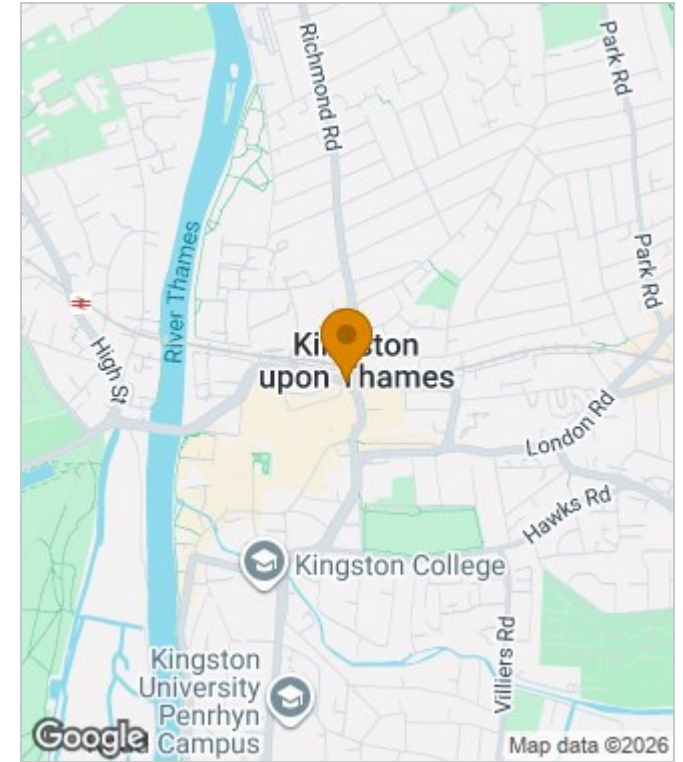 Richmond Rd
Park Rd
Park Rd
River Thames
High St
Kingston
upon Thames
London Rd
Hawks Rd
Kingston College
Villiers Rd
Kingston
University
Penrhyn
Campus
Google
Map data ©2026